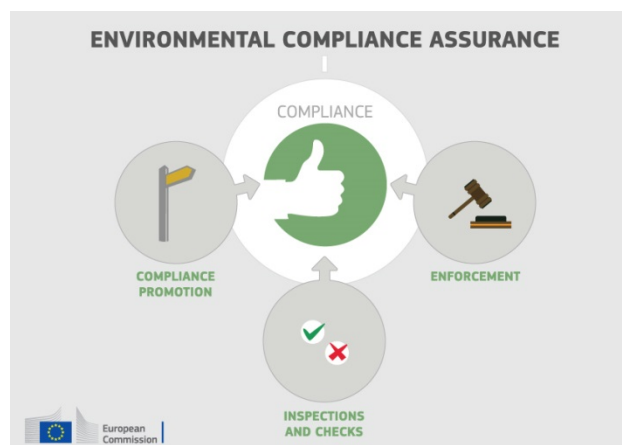 ENVIRONMENTAL COMPLIANCE ASSURANCE
COMPLIANCE
COMPLIANCE
PROMOTION
ENFORCEMENT
INSPECTIONS
AND CHECKS
European
Commission